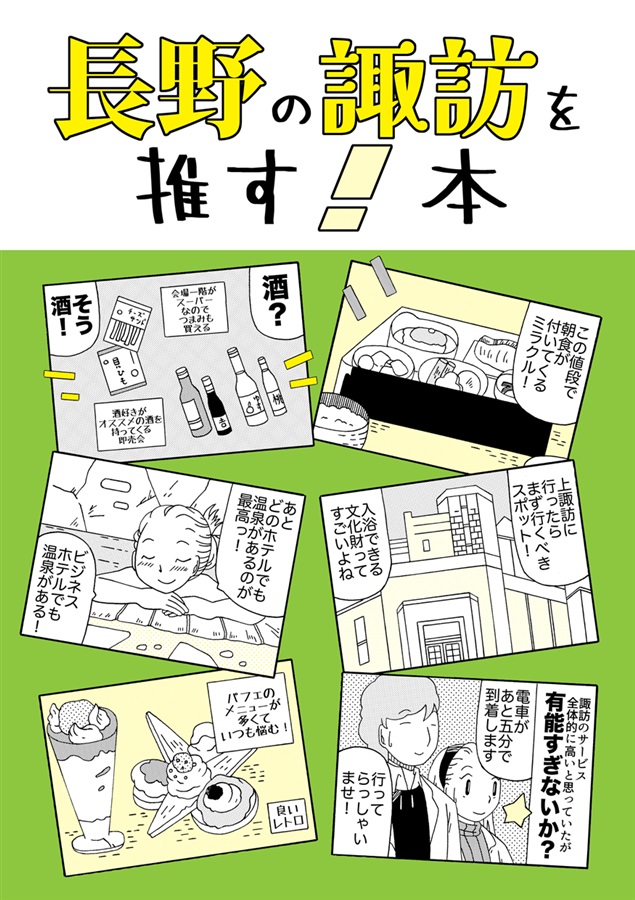 長野の諏訪を
推す!本
この値段で
朝食が
付いてくる
ミラクル!
酒?
会場一階が
スーパー
なので
つまみも
買える
そう
酒!
チーズ
サンド
貝ひも
酒好きが
オススメの酒を
持ってくる
即売会
吉
ゆず
桃
上諏訪に
行ったら
まず行くべき
スポット!
入浴できる
文化財って
すごいよね
あと
どのホテルでも
温泉があるのが
最高っ!
ビジネス
ホテルでも
温泉がある!
諏訪のサービス
全体的に高いと思っていたが
有能すぎないか?
電車が
あと五分で
到着します
行って
らっしゃい
ませ!
パフェの
メニューが
多くて
いつも悩む!
良い
レトロ